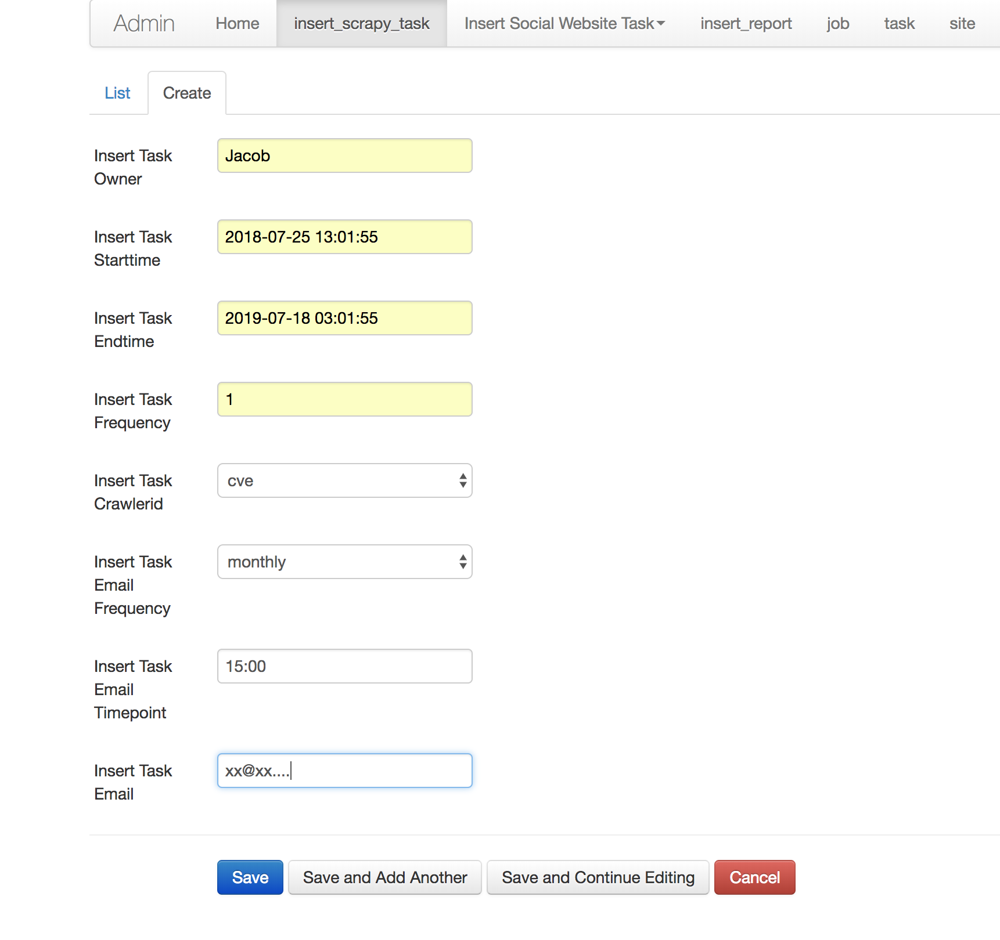 Admin Home insert_scrapy_task Insert Social Website Task insert_report job task site
List Create
Insert Task
Owner
Jacob
Insert Task
Starttime
2018-07-25 13:01:55
Insert Task
Endtime
2019-07-18 03:01:55
Insert Task
Frequency
1
Insert Task
Crawlerid
cve
Insert Task
Email
Frequency
monthly
Insert Task
Email
Timepoint
15:00
Insert Task
Email
xx@xx....
Save Save and Add Another Save and Continue Editing Cancel